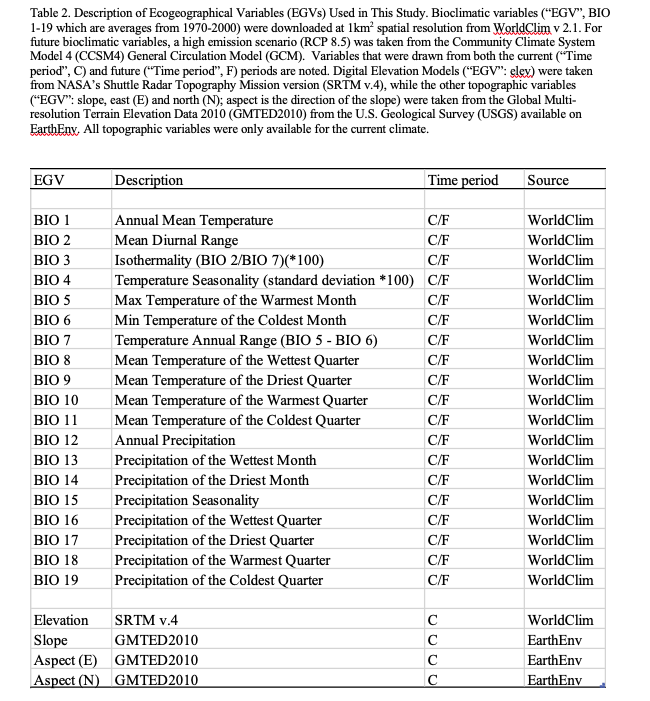 Table 2. Description of Ecogeographical Variables (EGVs) Used in This Study. Bioclimatic variables (“EGV”, BIO
1-19 which are averages from 1970-2000) were downloaded at 1km² spatial resolution from WorldClim v 2.1. For
future bioclimatic variables, a high emission scenario (RCP 8.5) was taken from the Community Climate System
Model 4 (CCSM4) General Circulation Model (GCM).  Variables that were drawn from both the current (“Time
period”, C) and future (“Time period”, F) periods are noted. Digital Elevation Models (“EGV”: elev) were taken
from NASA’s Shuttle Radar Topography Mission version (SRTM v.4), while the other topographic variables
(“EGV”: slope, east (E) and north (N); aspect is the direction of the slope) were taken from the Global Multi-
resolution Terrain Elevation Data 2010 (GMTED2010) from the U.S. Geological Survey (USGS) available on
EarthEnv. All topographic variables were only available for the current climate.
EGV Description Time period Source
BIO 1 Annual Mean Temperature C/F WorldClim
BIO 2 Mean Diurnal Range C/F WorldClim
BIO 3 Isothermality (BIO 2/BIO 7)(*100) C/F WorldClim
BIO 4 Temperature Seasonality (standard deviation *100) C/F WorldClim
BIO 5 Max Temperature of the Warmest Month C/F WorldClim
BIO 6 Min Temperature of the Coldest Month C/F WorldClim
BIO 7 Temperature Annual Range (BIO 5 - BIO 6) C/F WorldClim
BIO 8 Mean Temperature of the Wettest Quarter C/F WorldClim
BIO 9 Mean Temperature of the Driest Quarter C/F WorldClim
BIO 10 Mean Temperature of the Warmest Quarter C/F WorldClim
BIO 11 Mean Temperature of the Coldest Quarter C/F WorldClim
BIO 12 Annual Precipitation C/F WorldClim
BIO 13 Precipitation of the Wettest Month C/F WorldClim
BIO 14 Precipitation of the Driest Month C/F WorldClim
BIO 15 Precipitation Seasonality C/F WorldClim
BIO 16 Precipitation of the Wettest Quarter C/F WorldClim
BIO 17 Precipitation of the Driest Quarter C/F WorldClim
BIO 18 Precipitation of the Warmest Quarter C/F WorldClim
BIO 19 Precipitation of the Coldest Quarter C/F WorldClim
Elevation SRTM v.4 C WorldClim
Slope GMTED2010 C EarthEnv
Aspect (E) GMTED2010 C EarthEnv
Aspect (N) GMTED2010 C EarthEnv